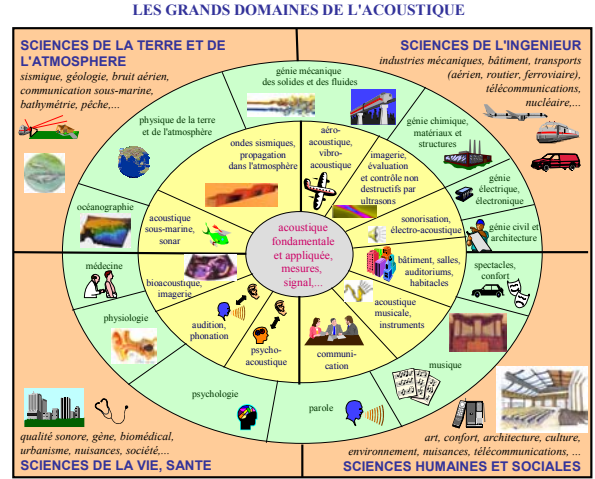 LES GRANDS DOMAINES DE L'ACOUSTIQUE
SCIENCES DE LA TERRE ET DE
L'ATMOSPHERE
sismique, géologie, bruit aérien,
communication sous-marine,
bathymétrie, pêche,...
SCIENCES DE L'INGENIEUR
industries mécaniques, bâtiment, transports
(aérien, routier, ferroviaire),
télécommunications,
nucléaire,...
génie mécanique
des solides et des fluides
physique de la terre
et de l'atmosphère
génie chimique,
matériaux et
structures
génie
électrique,
électronique
génie civil et
architecture
océanographie
ondes sismiques,
propagation
dans l'atmosphère
aéro-
acoustique,
vibro-
acoustique
imagerie,
évaluation
et contrôle non
destructifs par
ultrasons
acoustique
sous-marine,
sonar
sonorisation,
électro-acoustique
acoustique
fondamentale
et appliquée,
mesures,
signal,...
médecine
bioacoustique,
imagerie
bâtiment, salles,
auditoriums,
habitacles
spectacles,
confort
physiologie
audition,
phonation
psycho-
acoustique
communi-
cation
acoustique
musicale,
instruments
musique
psychologie
parole
qualité sonore, gène, biomédical,
urbanisme, nuisances, société,...
SCIENCES DE LA VIE, SANTE
art, confort, architecture, culture,
environnement, nuisances, télécommunications, ...
SCIENCES HUMAINES ET SOCIALES